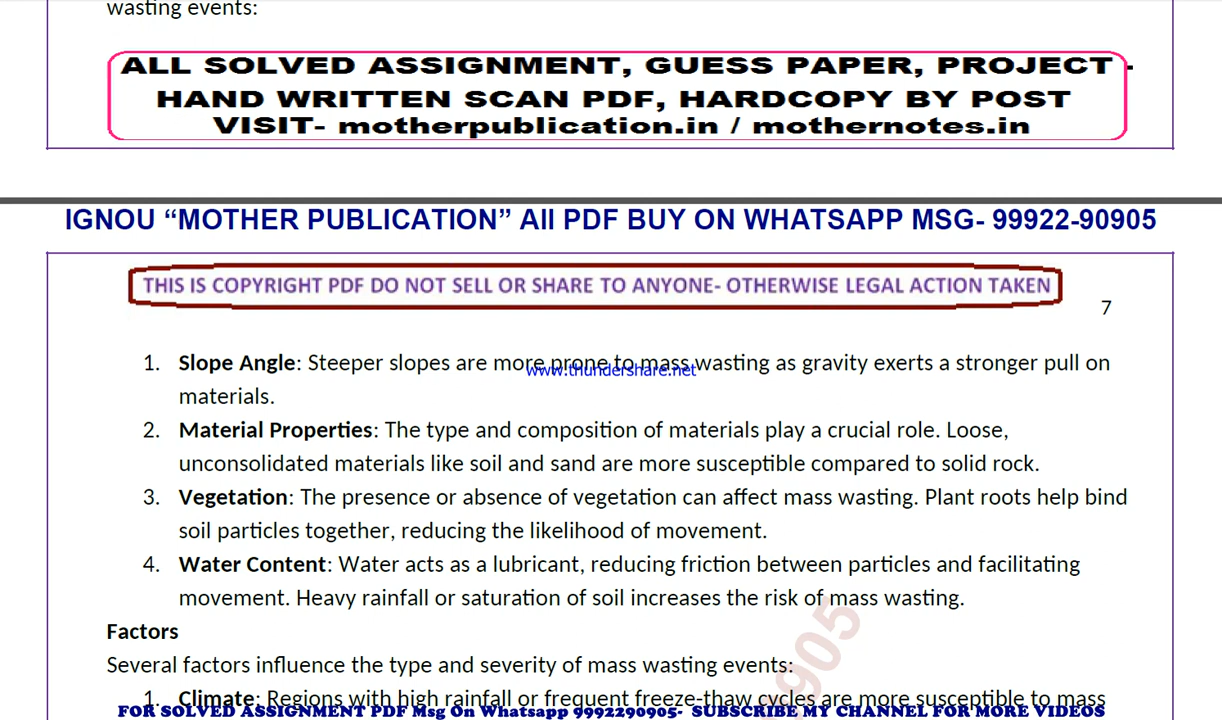 wasting events:
ALL SOLVED ASSIGNMENT, GUESS PAPER, PROJECT -
HAND WRITTEN SCAN PDF, HARDCOPY BY POST
VISIT- motherpublication.in / mothernotes.in
IGNOU “MOTHER PUBLICATION” All PDF BUY ON WHATSAPP MSG- 99922-90905
THIS IS COPYRIGHT PDF DO NOT SELL OR SHARE TO ANYONE- OTHERWISE LEGAL ACTION TAKEN
7
1. Slope Angle: Steeper slopes are more prone to mass wasting as gravity exerts a stronger pull on
www.thundershare.net
materials.
2. Material Properties: The type and composition of materials play a crucial role. Loose,
unconsolidated materials like soil and sand are more susceptible compared to solid rock.
3. Vegetation: The presence or absence of vegetation can affect mass wasting. Plant roots help bind
soil particles together, reducing the likelihood of movement.
4. Water Content: Water acts as a lubricant, reducing friction between particles and facilitating
movement. Heavy rainfall or saturation of soil increases the risk of mass wasting.
Factors
Several factors influence the type and severity of mass wasting events:
1. Climate: Regions with high rainfall or frequent freeze-thaw cycles are more susceptible to mass
905
FOR SOLVED ASSIGNMENT PDF Msg On Whatsapp 9992290905- SUBSCRIBE MY CHANNEL FOR MORE VIDEOS